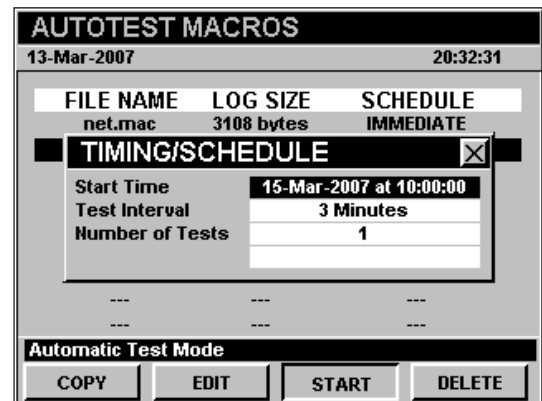 AUTOTEST MACROS
13-Mar-2007 20:32:31
FILE NAME LOG SIZE SCHEDULE
net.mac 3108 bytes IMMEDIATE
TIMING/SCHEDULE
Start Time 15-Mar-2007 at 10:00:00
Test Interval 3 Minutes
Number of Tests 1
--- --- ---
--- --- ---
Automatic Test Mode
COPY EDIT START DELETE